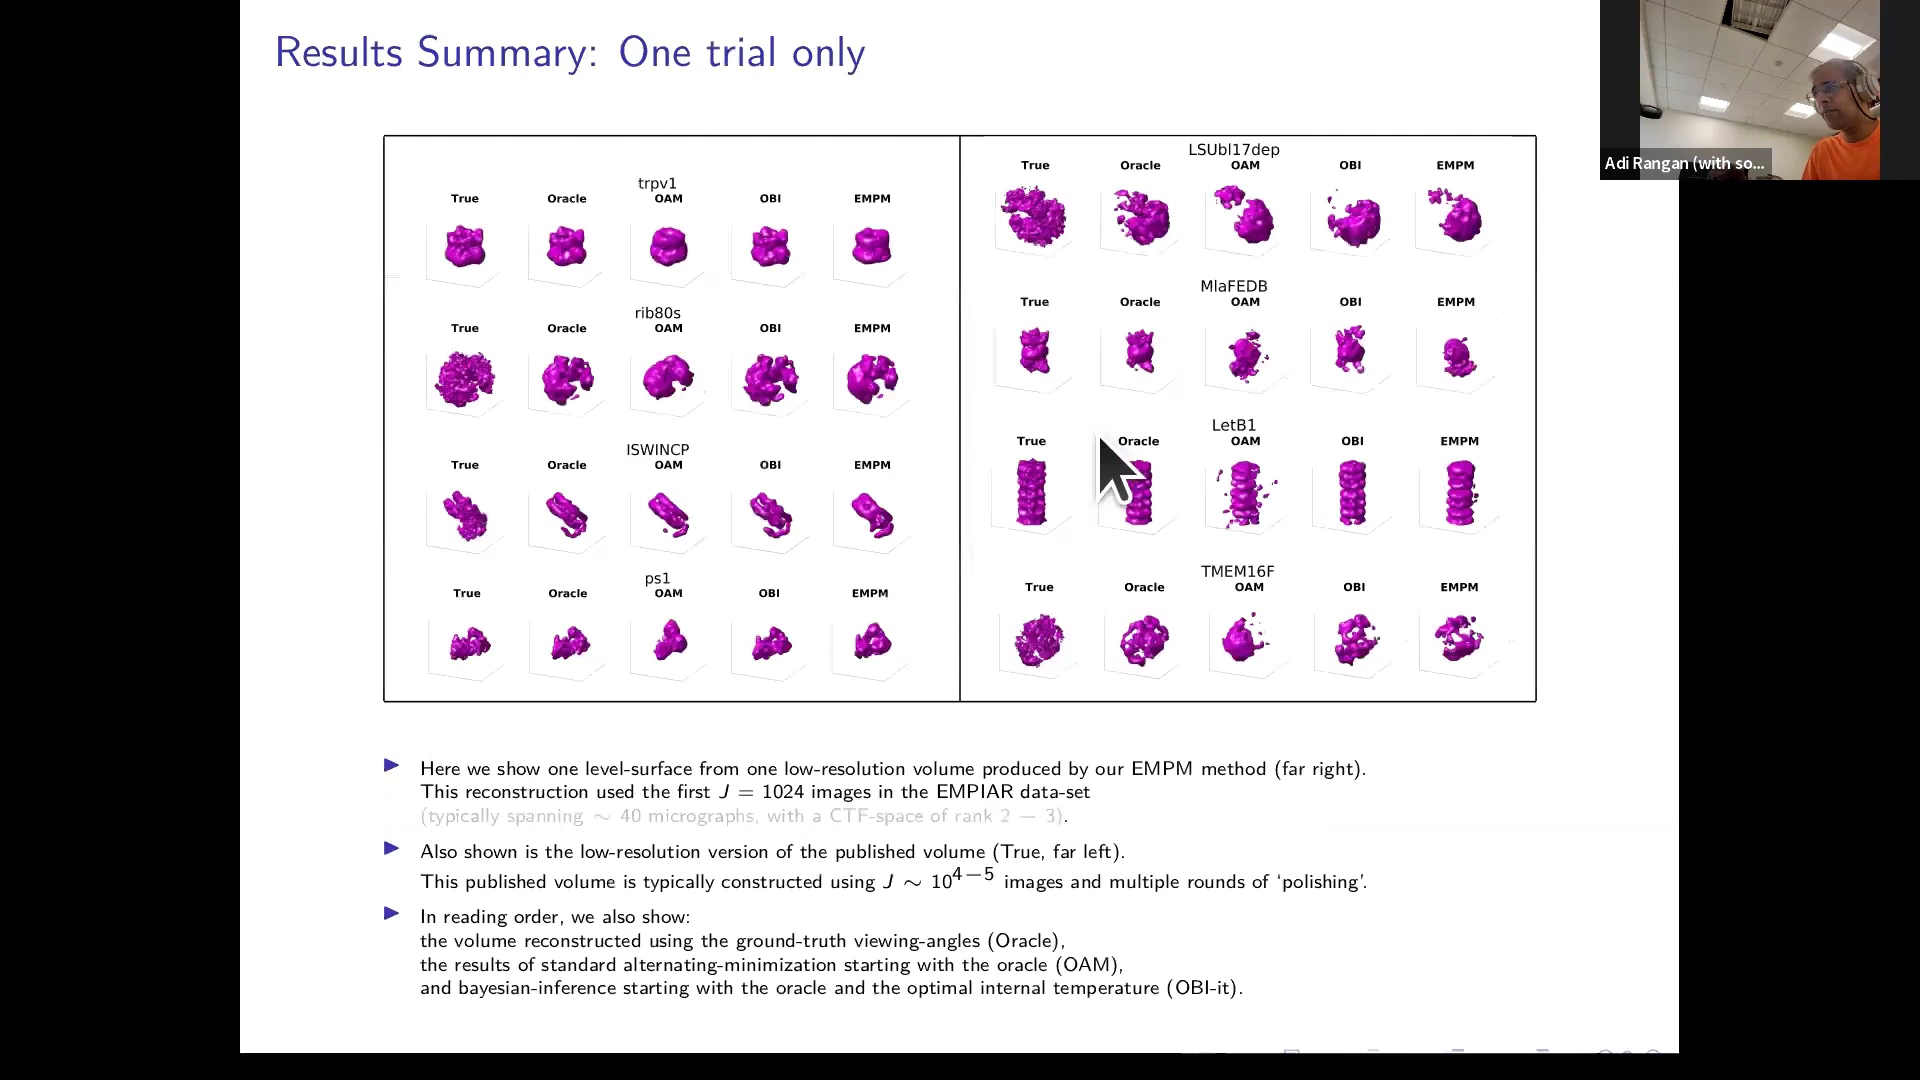 Results Summary: One trial only
Adi Rangan (with so...
trpv1
True Oracle OAM OBI EMPM
rib80s
True Oracle OAM OBI EMPM
ISWINCP
True Oracle OAM OBI EMPM
ps1
True Oracle OAM OBI EMPM
LSUbl17dep
True Oracle OAM OBI EMPM
MlaFEDB
True Oracle OAM OBI EMPM
LetB1
True Oracle OAM OBI EMPM
TMEM16F
True Oracle OAM OBI EMPM
Here we show one level-surface from one low-resolution volume produced by our EMPM method (far right).
This reconstruction used the first J = 1024 images in the EMPIAR data-set
(typically spanning ∼ 40 micrographs, with a CTF-space of rank 2 − 3).
Also shown is the low-resolution version of the published volume (True, far left).
This published volume is typically constructed using J ∼ 10^{4−5} images and multiple rounds of ‘polishing’.
In reading order, we also show:
the volume reconstructed using the ground-truth viewing-angles (Oracle),
the results of standard alternating-minimization starting with the oracle (OAM),
and bayesian-inference starting with the oracle and the optimal internal temperature (OBI-it).